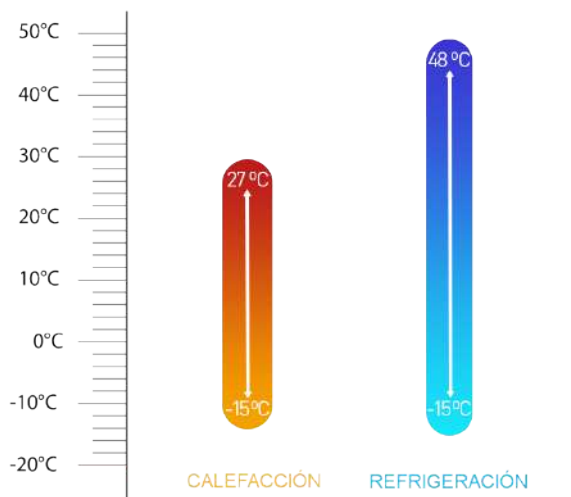 50°C
40°C
30°C
20°C
10°C
0°C
-10°C
-20°C
27 ºC
-15ºC
CALEFACCIÓN
48 ºC
-15ºC
REFRIGERACIÓN